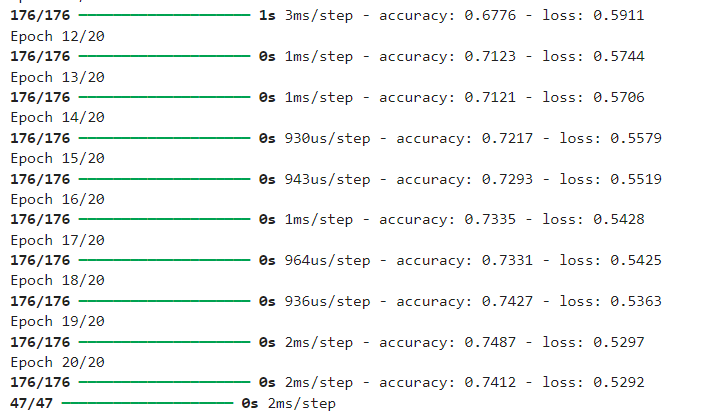 176/176 ━━━━━━━━━━━━━━━━━━━━ 1s 3ms/step - accuracy: 0.6776 - loss: 0.5911
Epoch 12/20
176/176 ━━━━━━━━━━━━━━━━━━━━ 0s 1ms/step - accuracy: 0.7123 - loss: 0.5744
Epoch 13/20
176/176 ━━━━━━━━━━━━━━━━━━━━ 0s 1ms/step - accuracy: 0.7121 - loss: 0.5706
Epoch 14/20
176/176 ━━━━━━━━━━━━━━━━━━━━ 0s 930us/step - accuracy: 0.7217 - loss: 0.5579
Epoch 15/20
176/176 ━━━━━━━━━━━━━━━━━━━━ 0s 943us/step - accuracy: 0.7293 - loss: 0.5519
Epoch 16/20
176/176 ━━━━━━━━━━━━━━━━━━━━ 0s 1ms/step - accuracy: 0.7335 - loss: 0.5428
Epoch 17/20
176/176 ━━━━━━━━━━━━━━━━━━━━ 0s 964us/step - accuracy: 0.7331 - loss: 0.5425
Epoch 18/20
176/176 ━━━━━━━━━━━━━━━━━━━━ 0s 936us/step - accuracy: 0.7427 - loss: 0.5363
Epoch 19/20
176/176 ━━━━━━━━━━━━━━━━━━━━ 0s 2ms/step - accuracy: 0.7487 - loss: 0.5297
Epoch 20/20
176/176 ━━━━━━━━━━━━━━━━━━━━ 0s 2ms/step - accuracy: 0.7412 - loss: 0.5292
47/47 ━━━━━━━━━━━━━━━━━━━━ 0s 2ms/step